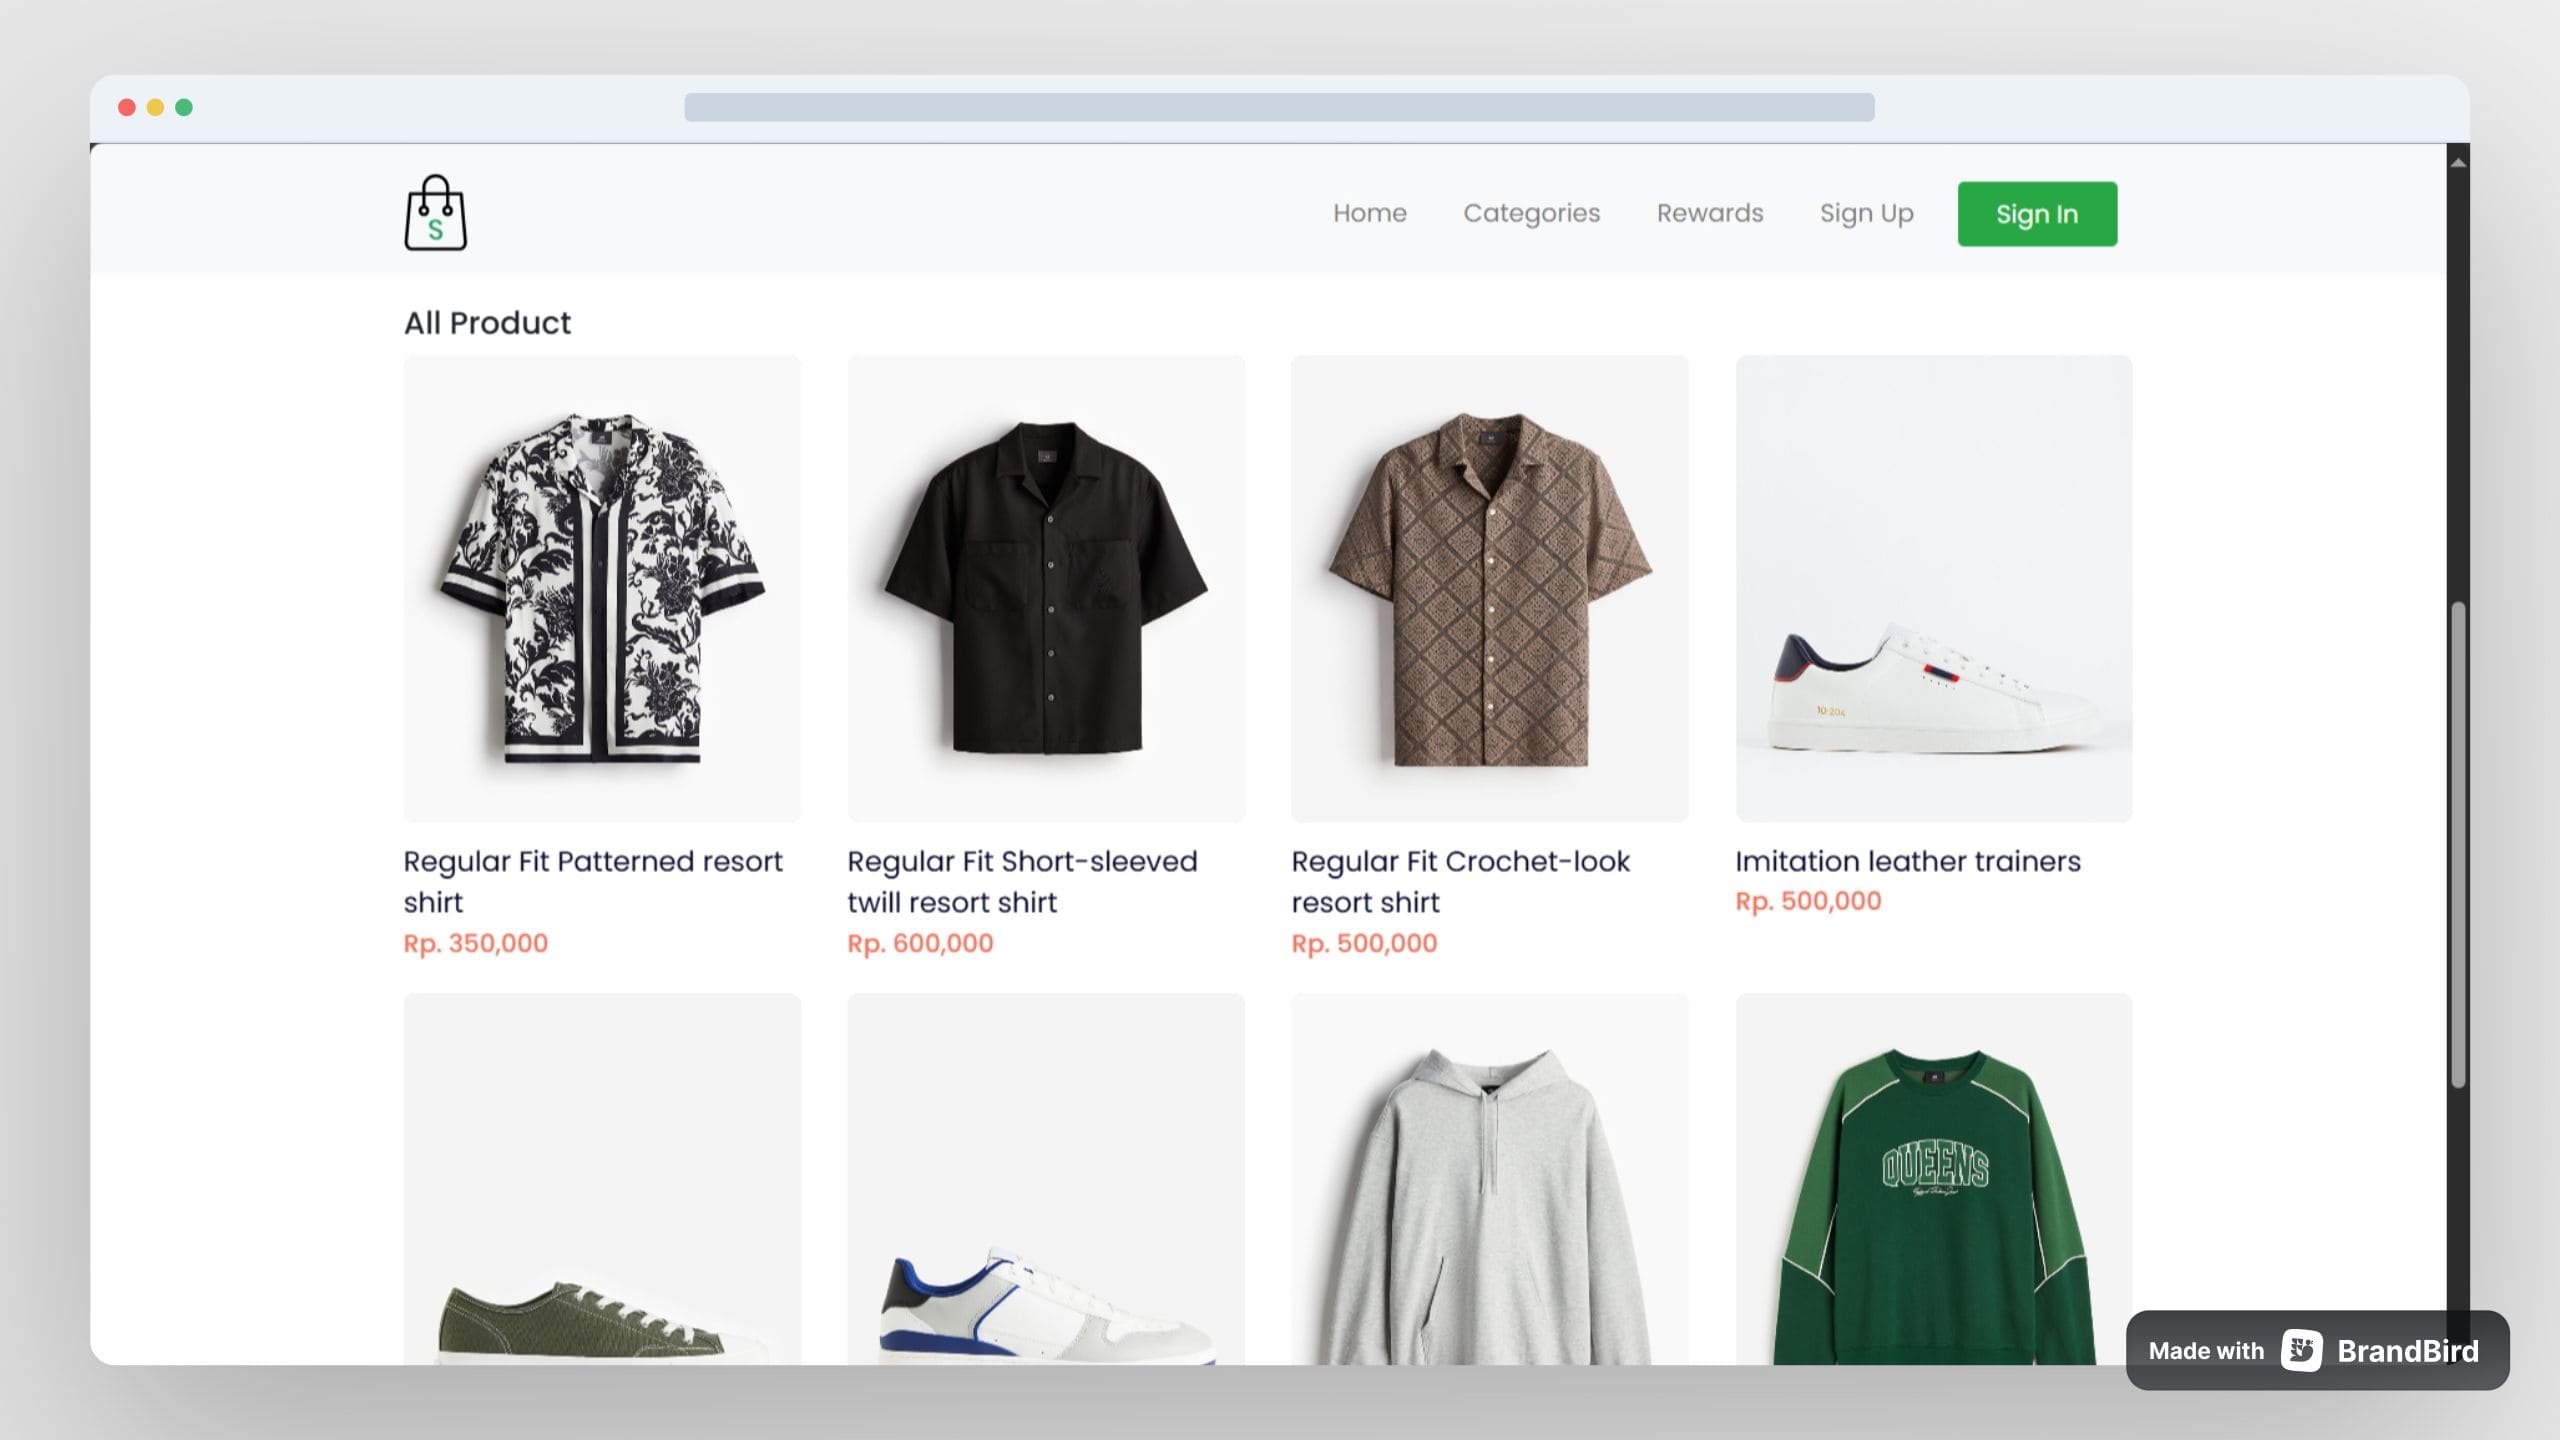 S
Home Categories Rewards Sign Up Sign In
All Product
10-204
Regular Fit Patterned resort
shirt
Rp. 350,000
Regular Fit Short-sleeved
twill resort shirt
Rp. 600,000
Regular Fit Crochet-look
resort shirt
Rp. 500,000
Imitation leather trainers
Rp. 500,000
QUEENS
Made with BrandBird